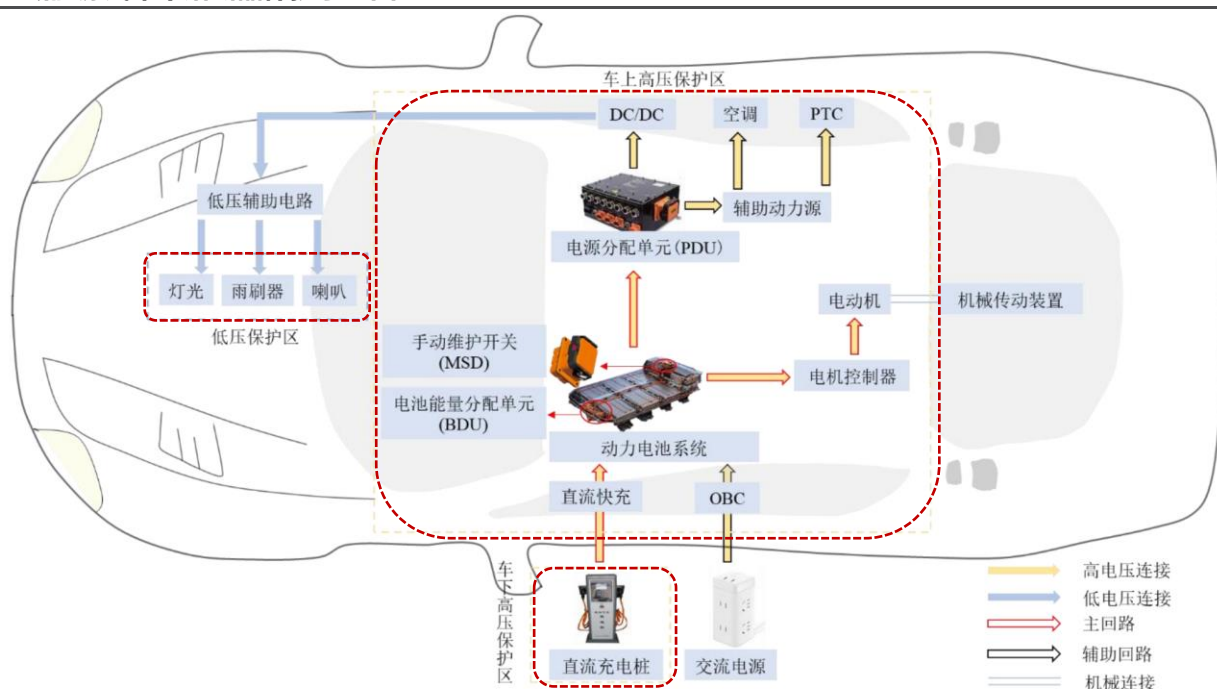 车上高压保护区
DC/DC
空调
PTC
低压辅助电路
辅助动力源
电源分配单元(PDU)
灯光
雨刷器
喇叭
电动机
机械传动装置
低压保护区
手动维护开关
(MSD)
电机控制器
电池能量分配单元
(BDU)
动力电池系统
直流快充
OBC
车下高压保护区
直流充电桩
交流电源
高电压连接
低电压连接
主回路
辅助回路
机械连接